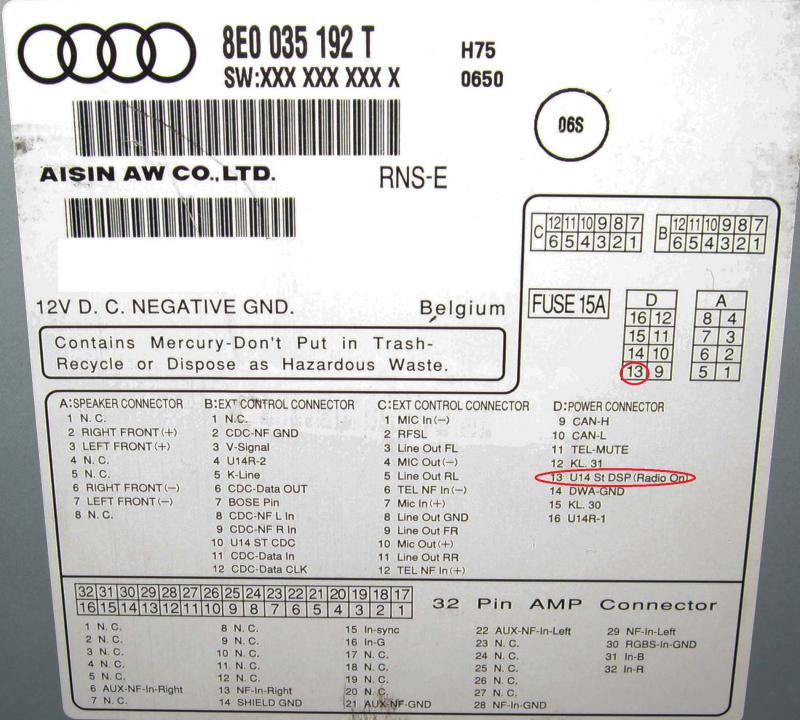 8E0 035 192 T
SW:XXX XXX XXX X
H75
0650
06S
AISIN AW CO.,LTD.
RNS-E
C
12 11 10 9 8 7
6 5 4 3 2 1
B
12 11 10 9 8 7
6 5 4 3 2 1
12V D. C. NEGATIVE GND.
Belgium
FUSE 15A
D
16 12
15 11
14 10
13 9
A
8 4
7 3
6 2
5 1
Contains Mercury-Don't Put in Trash-
Recycle or Dispose as Hazardous Waste.
A:SPEAKER CONNECTOR
1 N. C.
2 RIGHT FRONT(+)
3 LEFT FRONT(+)
4 N. C.
5 N. C.
6 RIGHT FRONT(−)
7 LEFT FRONT(−)
8 N. C.
B:EXT CONTROL CONNECTOR
1 N.C.
2 CDC-NF GND
3 V-Signal
4 U14R-2
5 K-Line
6 CDC-Data OUT
7 BOSE Pin
8 CDC-NF L In
9 CDC-NF R In
10 U14 ST CDC
11 CDC-Data In
12 CDC-Data CLK
C:EXT CONTROL CONNECTOR
1 MIC In(−)
2 RFSL
3 Line Out FL
4 MIC Out(−)
5 Line Out RL
6 TEL NF In(−)
7 Mic In(+)
8 Line Out GND
9 Line Out FR
10 Mic Out(+)
11 Line Out RR
12 TEL NF In(+)
D:POWER CONNECTOR
9 CAN-H
10 CAN-L
11 TEL-MUTE
12 KL. 31
13 U14 St DSP(Radio On)
14 DWA-GND
15 KL. 30
16 U14R-1
32 31 30 29 28 27 26 25 24 23 22 21 20 19 18 17
16 15 14 13 12 11 10 9 8 7 6 5 4 3 2 1
32 Pin AMP Connector
1 N. C.
2 N. C.
3 N. C.
4 N. C.
5 N. C.
6 AUX-NF-In-Right
7 N. C.
8 N. C.
9 N. C.
10 N. C.
11 N. C.
12 N. C.
13 NF-In-Right
14 SHIELD GND
15 In-sync
16 In-G
17 N. C.
18 N. C.
19 N. C.
20 N. C.
21 AUX-NF-GND
22 AUX-NF-In-Left
23 N. C.
24 N. C.
25 N. C.
26 N. C.
27 N. C.
28 NF-In-GND
29 NF-In-Left
30 RGBS-In-GND
31 In-B
32 In-R